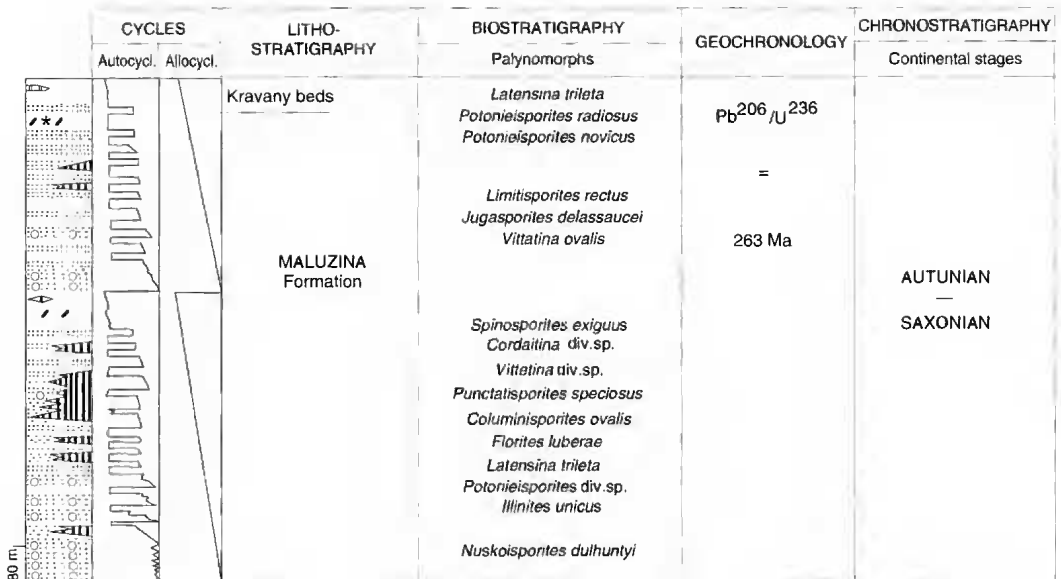 CYCLES
Autocycl. Allocycl.
LITHO-
STRATIGRAPHY
BIOSTRATIGRAPHY
Palynomorphs
GEOCHRONOLOGY
CHRONOSTRATIGRAPHY
Continental stages
Kravany beds
MALUZINA
Formation
Latensina trileta
Potonieisporites radiosus
Potonieisporites novicus
Limitisporites rectus
Jugasporites delassaucei
Vittatina ovalis
Spinosporites exiguus
Cordaitina div.sp.
Vittatina div.sp.
Punctatisporites speciosus
Columinisporites ovalis
Florites luberae
Latensina trileta
Potonieisporites div.sp.
Illinites unicus
Nuskoisporites dulhuntyi
Pb206 /U236
=
263 Ma
AUTUNIAN
—
SAXONIAN
80 m